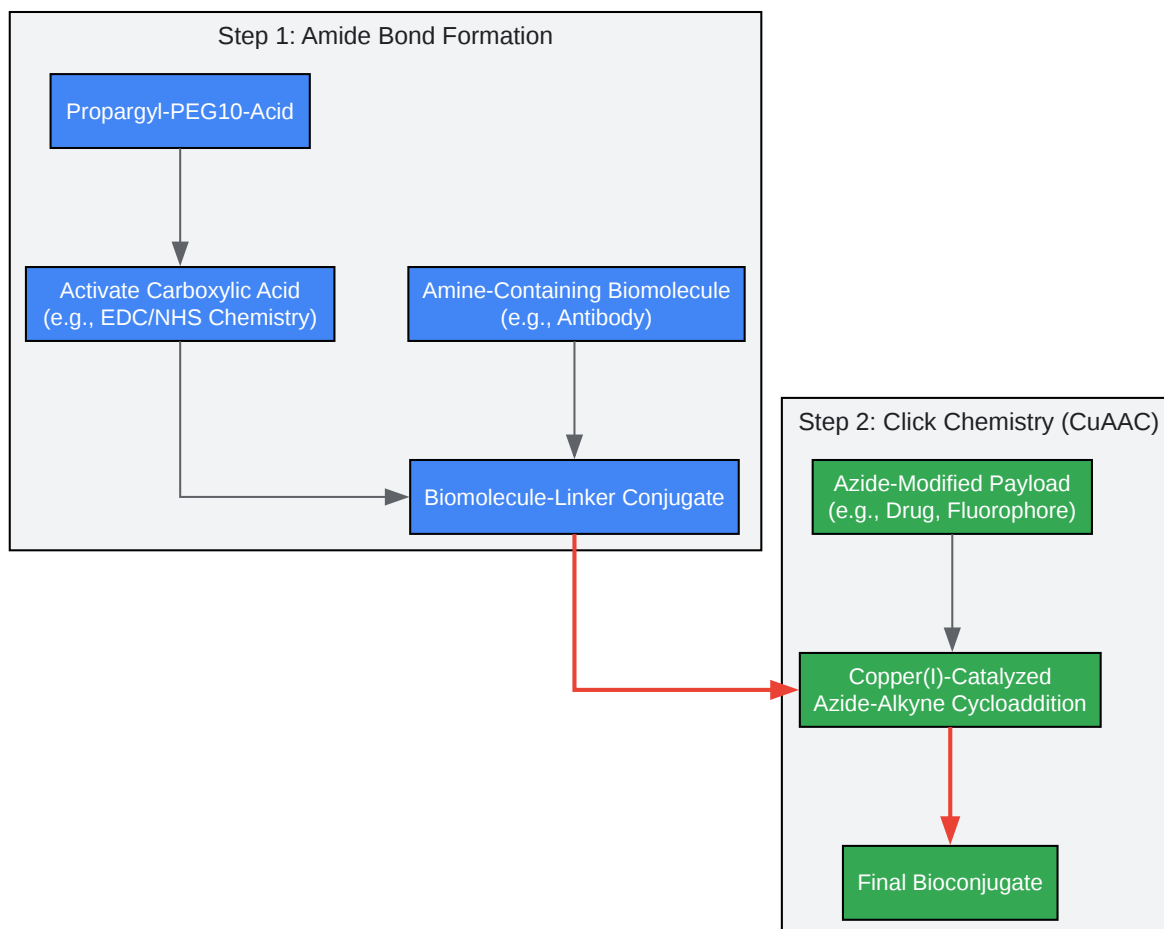 Step 1: Amide Bond Formation
Propargyl-PEG10-Acid
Activate Carboxylic Acid
(e.g., EDC/NHS Chemistry)
Amine-Containing Biomolecule
(e.g., Antibody)
Biomolecule-Linker Conjugate
Step 2: Click Chemistry (CuAAC)
Azide-Modified Payload
(e.g., Drug, Fluorophore)
Copper(I)-Catalyzed
Azide-Alkyne Cycloaddition
Final Bioconjugate